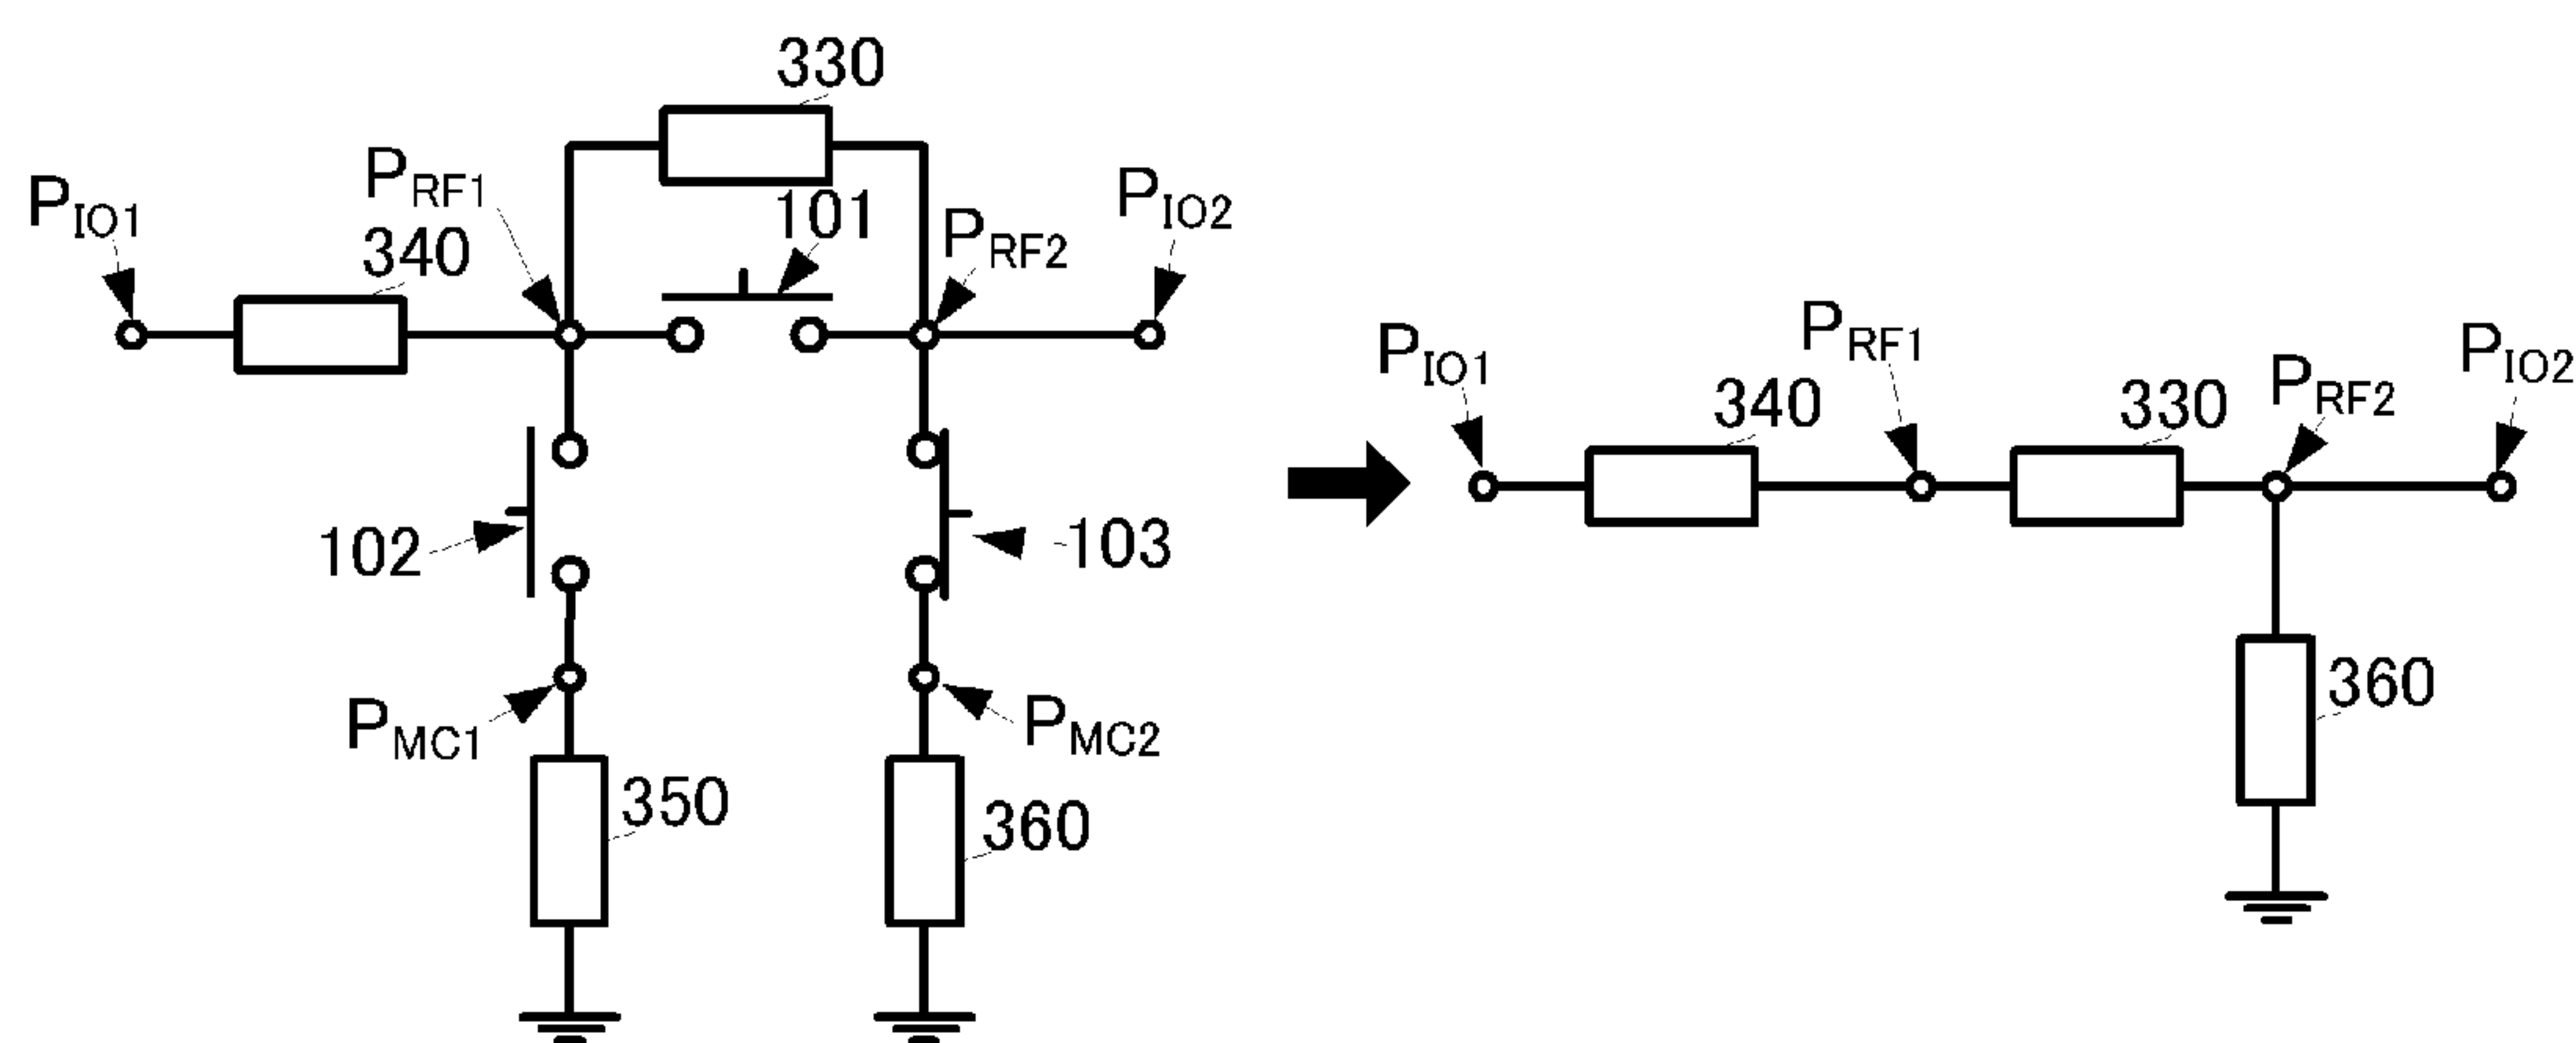 330
P_RF1
P_IO1
340
101
P_RF2
P_IO2
102
103
P_MC1
P_MC2
350
360
P_IO1
340
P_RF1
330
P_RF2
P_IO2
360